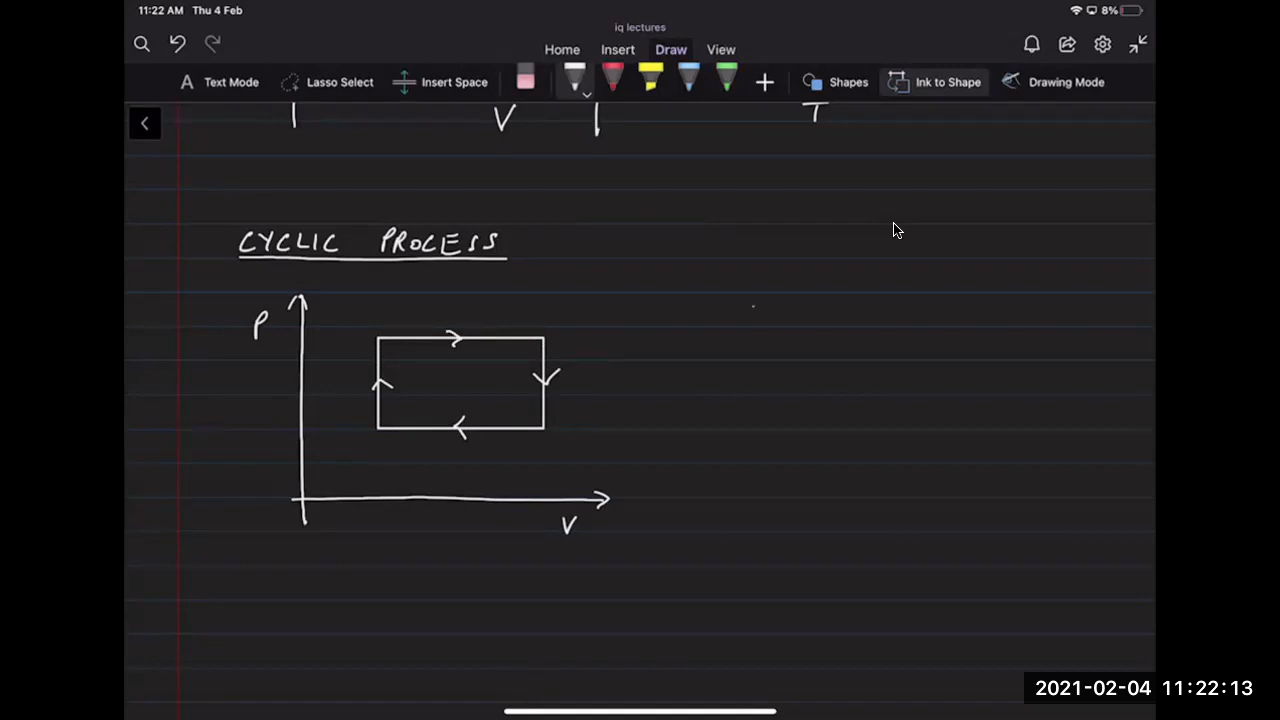 11:22 AM Thu 4 Feb
8%
iq lectures
Home Insert Draw View
Text Mode Lasso Select Insert Space Shapes Ink to Shape Drawing Mode
V T
CYCLIC PROCESS
P
V
2021-02-04 11:22:13